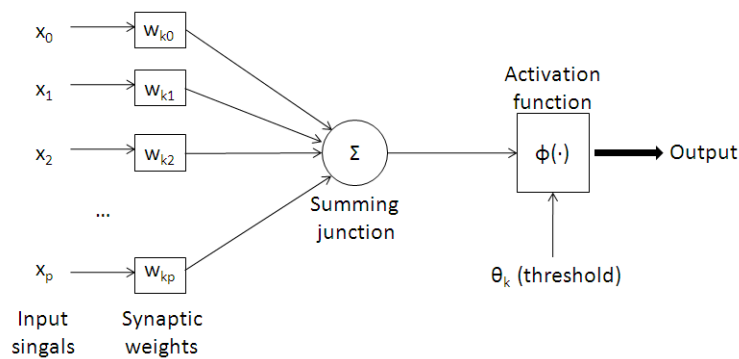 x0
wk0
x1
wk1
x2
wk2
...
xp
wkp
Input
singals
Synaptic
weights
Σ
Summing
junction
Activation
function
ϕ(·)
Output
θk (threshold)